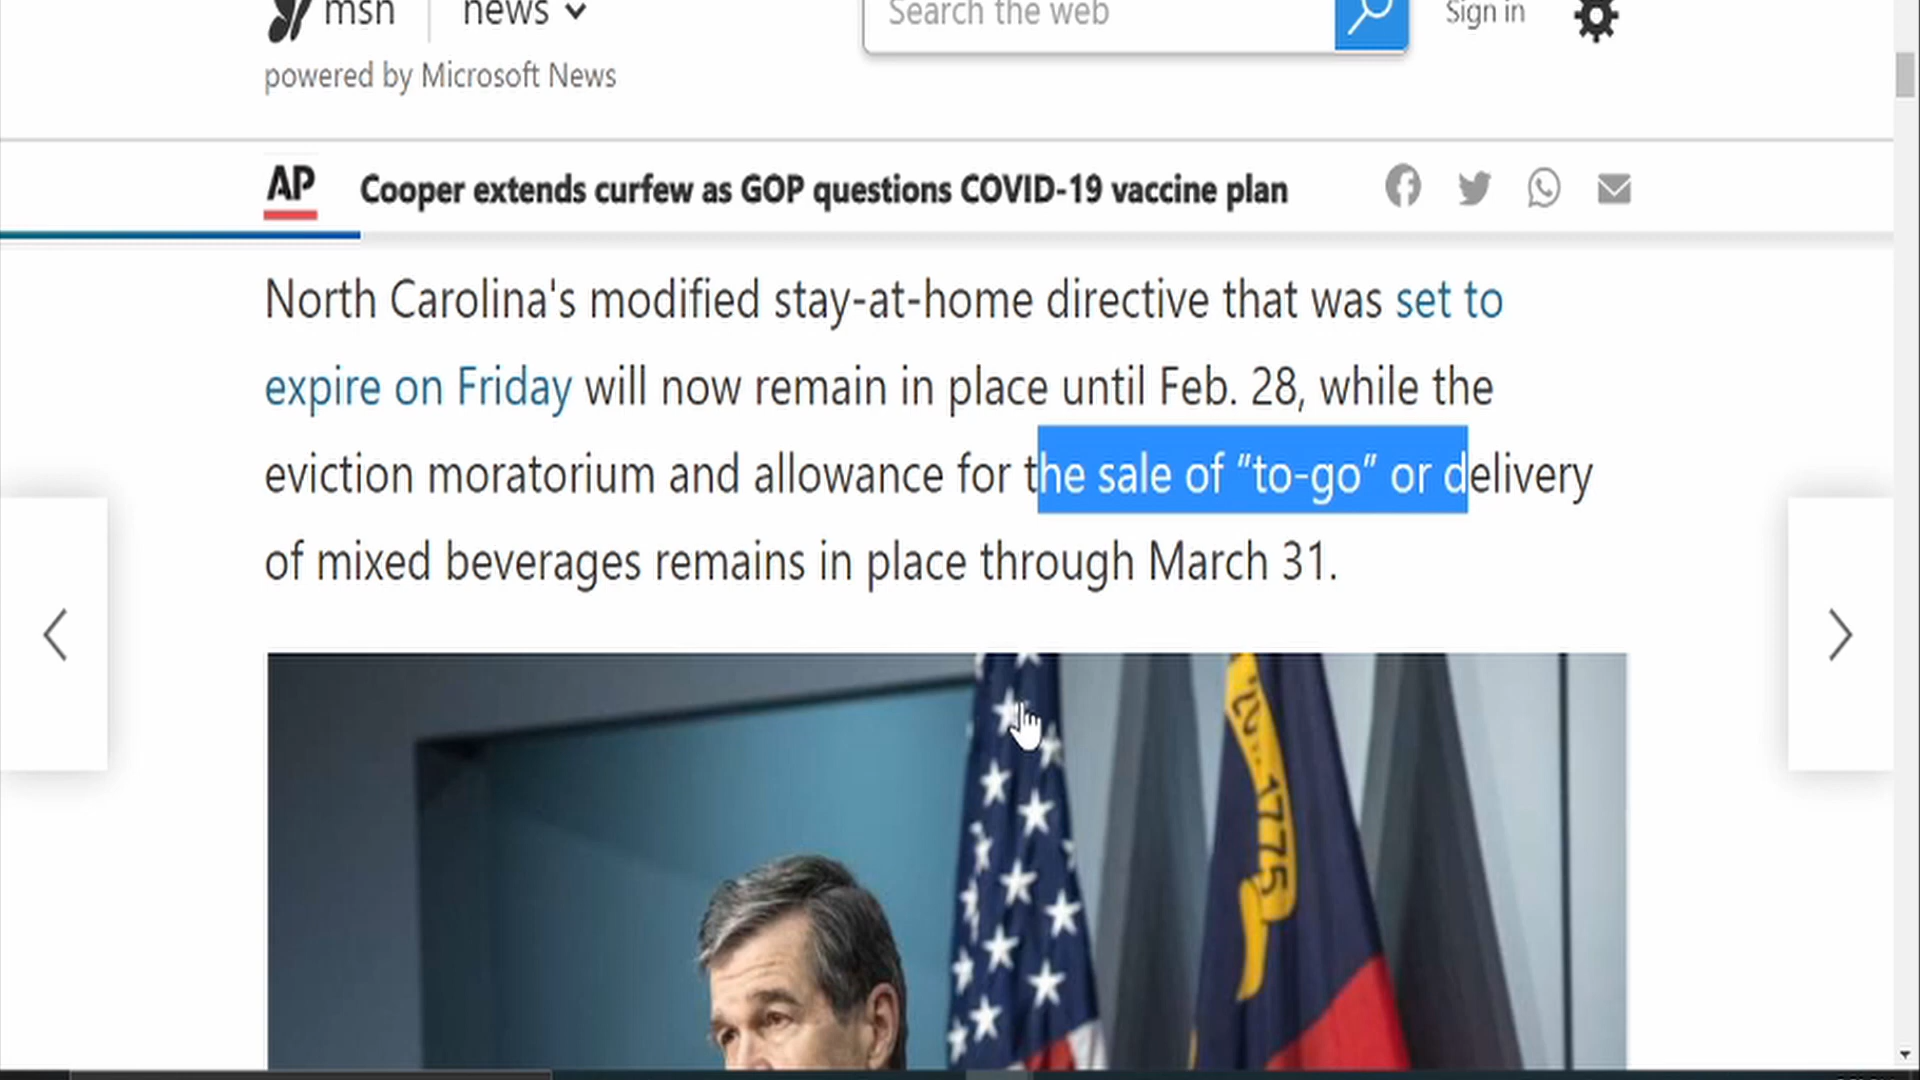 msn news
Search the web
Sign in
powered by Microsoft News
AP Cooper extends curfew as GOP questions COVID-19 vaccine plan
North Carolina's modified stay-at-home directive that was set to
expire on Friday will now remain in place until Feb. 28, while the
eviction moratorium and allowance for the sale of “to-go” or delivery
of mixed beverages remains in place through March 31.
1775